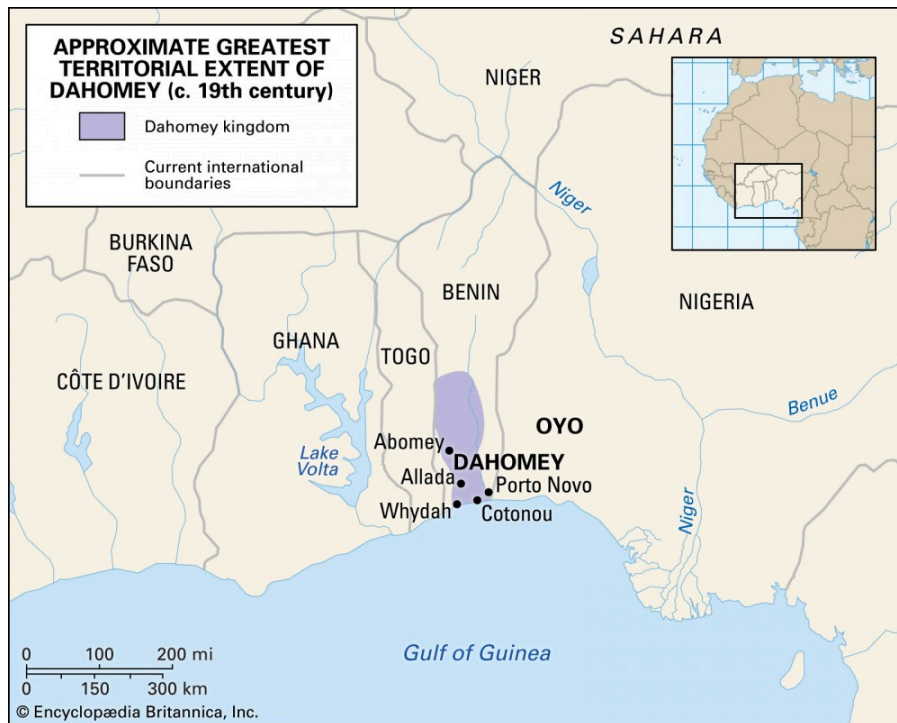 APPROXIMATE GREATEST
TERRITORIAL EXTENT OF
DAHOMEY (c. 19th century)
Dahomey kingdom
Current international
boundaries
SAHARA
NIGER
Niger
BURKINA
FASO
BENIN
NIGERIA
GHANA
TOGO
CÔTE D'IVOIRE
Benue
OYO
Abomey
Lake
Volta
DAHOMEY
Allada
Porto Novo
Whydah
Cotonou
Niger
Gulf of Guinea
0 100 200 mi
0 150 300 km
© Encyclopædia Britannica, Inc.